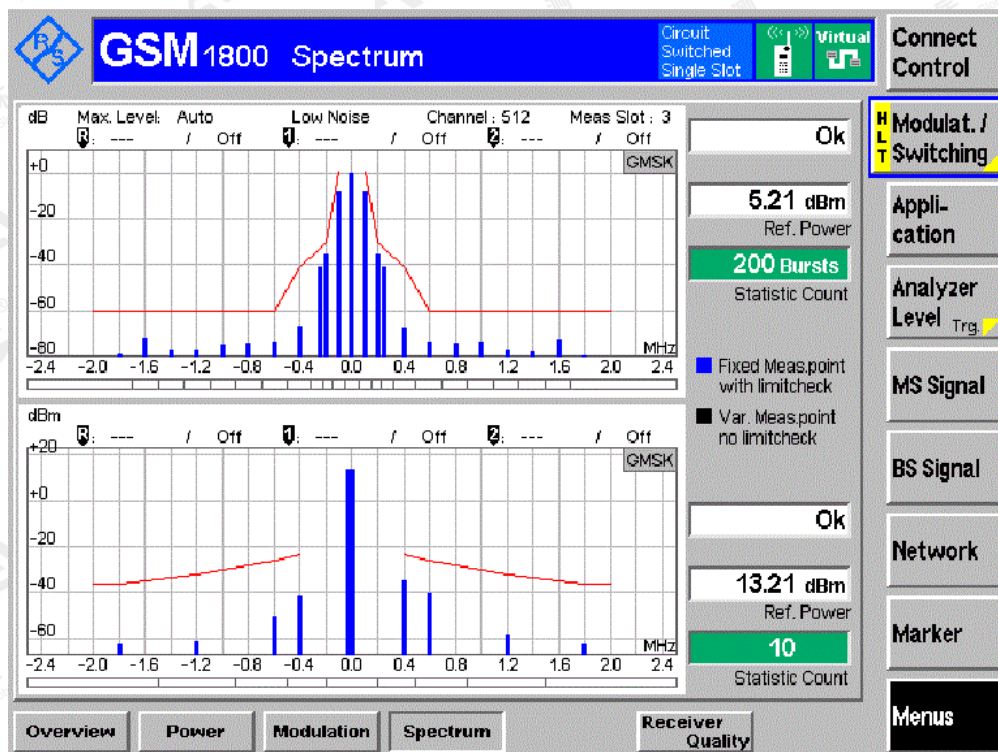 R S
GSM 1800 Spectrum
Circuit
Switched
Single Slot
Virtual
Connect
Control
dB Max. Level: Auto Low Noise Channel : 512 Meas Slot : 3
R: --- / Off 1: --- / Off 2: --- / Off
GMSK
+0
-20
-40
-60
-80
MHz
-2.4 -2.0 -1.6 -1.2 -0.8 -0.4 0.0 0.4 0.8 1.2 1.6 2.0 2.4
Ok
5.21 dBm
Ref. Power
200 Bursts
Statistic Count
Fixed Meas.point
with limitcheck
Var. Meas.point
no limitcheck
dBm
R: --- / Off 1: --- / Off 2: --- / Off
GMSK
+20
+0
-20
-40
-60
MHz
-2.4 -2.0 -1.6 -1.2 -0.8 -0.4 0.0 0.4 0.8 1.2 1.6 2.0 2.4
Ok
13.21 dBm
Ref. Power
10
Statistic Count
HLT
Modulat. /
Switching
Appli-
cation
Analyzer
Level Trg.
MS Signal
BS Signal
Network
Marker
Menus
Overview Power Modulation Spectrum Receiver
Quality